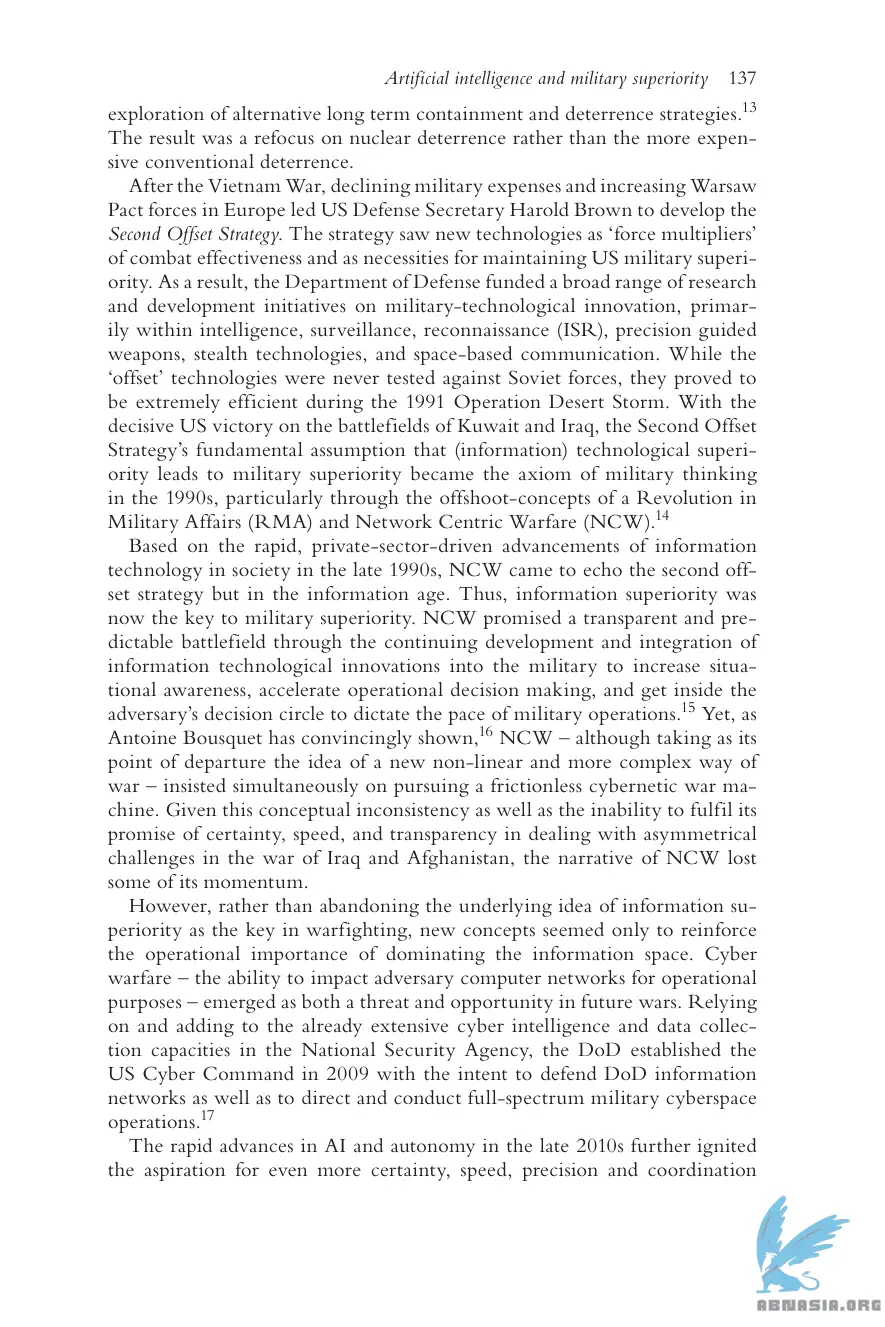 Artificial intelligence and military superiority 137
exploration of alternative long term containment and deterrence strategies.13
The result was a refocus on nuclear deterrence rather than the more expen-
sive conventional deterrence.
After the Vietnam War, declining military expenses and increasing Warsaw
Pact forces in Europe led US Defense Secretary Harold Brown to develop the
Second Offset Strategy. The strategy saw new technologies as ‘force multipliers’
of combat effectiveness and as necessities for maintaining US military superi-
ority. As a result, the Department of Defense funded a broad range of research
and development initiatives on military-technological innovation, primar-
ily within intelligence, surveillance, reconnaissance (ISR), precision guided
weapons, stealth technologies, and space-based communication. While the
‘offset’ technologies were never tested against Soviet forces, they proved to
be extremely efficient during the 1991 Operation Desert Storm. With the
decisive US victory on the battlefields of Kuwait and Iraq, the Second Offset
Strategy’s fundamental assumption that (information) technological superi-
ority leads to military superiority became the axiom of military thinking
in the 1990s, particularly through the offshoot-concepts of a Revolution in
Military Affairs (RMA) and Network Centric Warfare (NCW).14
Based on the rapid, private-sector-driven advancements of information
technology in society in the late 1990s, NCW came to echo the second off-
set strategy but in the information age. Thus, information superiority was
now the key to military superiority. NCW promised a transparent and pre-
dictable battlefield through the continuing development and integration of
information technological innovations into the military to increase situa-
tional awareness, accelerate operational decision making, and get inside the
adversary’s decision circle to dictate the pace of military operations.15 Yet, as
Antoine Bousquet has convincingly shown,16 NCW – although taking as its
point of departure the idea of a new non-linear and more complex way of
war – insisted simultaneously on pursuing a frictionless cybernetic war ma-
chine. Given this conceptual inconsistency as well as the inability to fulfil its
promise of certainty, speed, and transparency in dealing with asymmetrical
challenges in the war of Iraq and Afghanistan, the narrative of NCW lost
some of its momentum.
However, rather than abandoning the underlying idea of information su-
periority as the key in warfighting, new concepts seemed only to reinforce
the operational importance of dominating the information space. Cyber
warfare – the ability to impact adversary computer networks for operational
purposes – emerged as both a threat and opportunity in future wars. Relying
on and adding to the already extensive cyber intelligence and data collec-
tion capacities in the National Security Agency, the DoD established the
US Cyber Command in 2009 with the intent to defend DoD information
networks as well as to direct and conduct full-spectrum military cyberspace
operations.17
The rapid advances in AI and autonomy in the late 2010s further ignited
the aspiration for even more certainty, speed, precision and coordination
ABNASIA.ORG